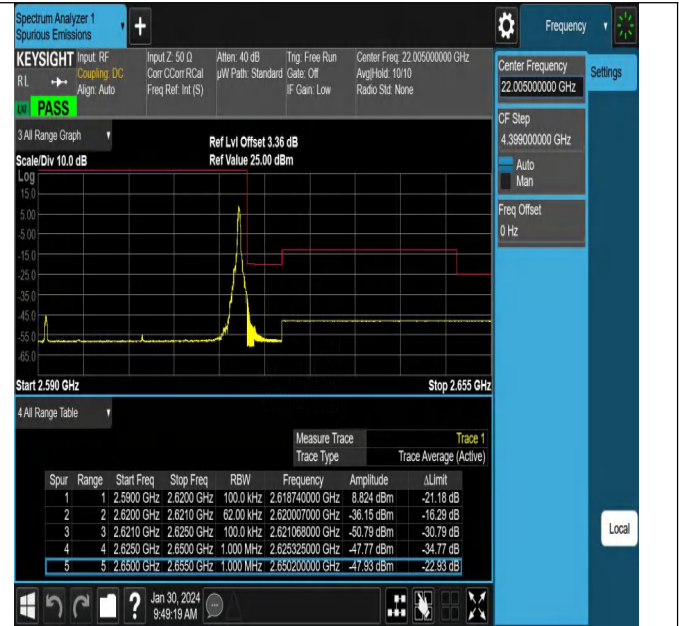 Spectrum Analyzer 1
Spurious Emissions
Frequency
KEYSIGHT
RL
PASS
Input: RF
Coupling: DC
Align: Auto
Input Z: 50 Ω
Corr CCorr RCal
Freq Ref: Int (S)
Atten: 40 dB
µW Path: Standard
Trig: Free Run
Gate: Off
IF Gain: Low
Center Freq: 22.005000000 GHz
Avg|Hold: 10/10
Radio Std: None
3 All Range Graph
Scale/Div 10.0 dB
Ref Lvl Offset 3.36 dB
Ref Value 25.00 dBm
Log
15.0
5.00
-5.00
-15.0
-25.0
-35.0
-45.0
-55.0
-65.0
Start 2.590 GHz
Stop 2.655 GHz
4 All Range Table
Measure Trace Trace 1
Trace Type Trace Average (Active)
Spur Range Start Freq Stop Freq RBW Frequency Amplitude ΔLimit
1 1 2.5900 GHz 2.6200 GHz 100.0 kHz 2.618740000 GHz 8.824 dBm -21.18 dB
2 2 2.6200 GHz 2.6210 GHz 62.00 kHz 2.620007000 GHz -36.15 dBm -16.29 dB
3 3 2.6210 GHz 2.6250 GHz 100.0 kHz 2.621068000 GHz -50.79 dBm -30.79 dB
4 4 2.6250 GHz 2.6500 GHz 1.000 MHz 2.625325000 GHz -47.77 dBm -34.77 dB
5 5 2.6500 GHz 2.6550 GHz 1.000 MHz 2.650200000 GHz -47.93 dBm -22.93 dB
Center Frequency
22.005000000 GHz
Settings
CF Step
4.399000000 GHz
Auto
Man
Freq Offset
0 Hz
Local
Jan 30, 2024
9:49:19 AM